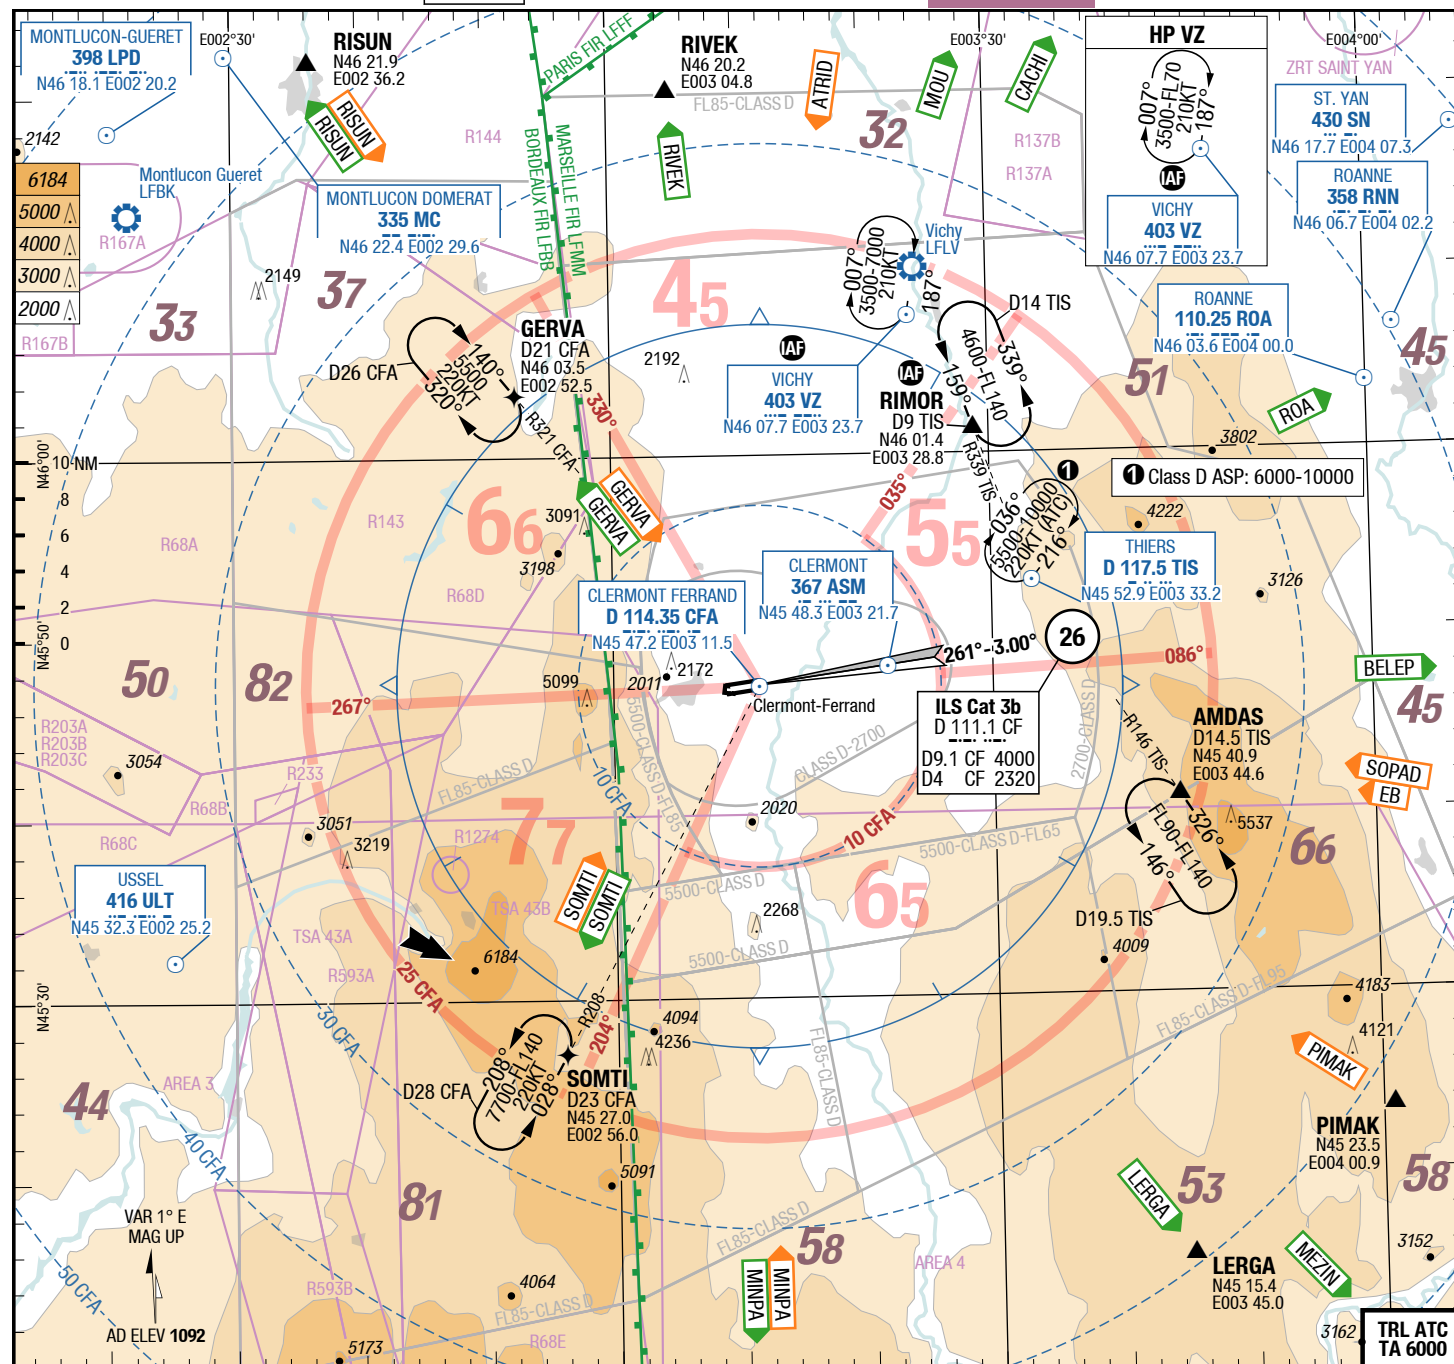 MONTLUCON-GUERET
398 LPD
N46 18.1 E002 20.2
E002°30'
RISUN
N46 21.9
E002 36.2
RISUN
RISUN
PARIS FIR LFFF
RIVEK
N46 20.2
E003 04.8
FL85-CLASS D
RIVEK
ATRID
MOU
CACHI
E003°30'
HP VZ
007°
3500-FL70
210KT
187°
IAF
VICHY
403 VZ
N46 07.7 E003 23.7
E004°00'
ZRT SAINT YAN
ST. YAN
430 SN
N46 17.7 E004 07.3
ROANNE
358 RNN
N46 06.7 E004 02.2
2142
6184
5000
4000
3000
2000
Montlucon Gueret
LFBK
R167A
R167B
R144
MONTLUCON DOMERAT
335 MC
N46 22.4 E002 29.6
MARSEILLE FIR LFMM
BORDEAUX FIR LFBB
32
R137B
R137A
2149
37
33
45
007°
3500-7000
210KT
187°
Vichy
LFLV
D14 TIS
ROANNE
110.25 ROA
N46 03.6 E004 00.0
45
51
ROA
GERVA
D21 CFA
N46 03.5
E002 52.5
D26 CFA
140°
5500
220KT
320°
R321 CFA
330°
2192
IAF
VICHY
403 VZ
N46 07.7 E003 23.7
IAF
RIMOR
D9 TIS
N46 01.4
E003 28.8
159°
4600-FL140
339°
R339 TIS
3802
1 Class D ASP: 6000-10000
N46°00'
10 NM
8
6
4
2
0
N45°50'
R143
R68A
R68D
66
3091
3198
GERVA
GERVA
035°
55
1
036°
5500-10000
220KT (ATC)
216°
4222
THIERS
D 117.5 TIS
N45 52.9 E003 33.2
3126
CLERMONT FERRAND
D 114.35 CFA
N45 47.2 E003 11.5
CLERMONT
367 ASM
N45 48.3 E003 21.7
261°-3.00°
26
086°
BELEP
50
82
267°
5099
2011
2172
Clermont-Ferrand
ILS Cat 3b
D 111.1 CF
D9.1 CF 4000
D4 CF 2320
45
R203A
R203B
R203C
3054
R233
R68B
R68C
FL85-CLASS D
5500-CLASS D-FL85
10 CFA
CLASS D-2700
2700-CLASS D
R146 TIS
AMDAS
D14.5 TIS
N45 40.9
E003 44.6
SOPAD
EB
3051
3219
R1274
77
2020
10 CFA
5500-CLASS D-FL65
FL90-FL140
326°
146°
5537
66
USSEL
416 ULT
N45 32.3 E002 25.2
TSA 43B
TSA 43A
R593A
SOMTI
SOMTI
5500-CLASS D
65
2268
5500-CLASS D
D19.5 TIS
4009
25 CFA
6184
N45°30'
30 CFA
R208
204°
4094
4236
FL85-CLASS D
FL85-CLASS D-FL95
4183
4121
PIMAK
PIMAK
N45 23.5
E004 00.9
AREA 3
44
40 CFA
D28 CFA
208°
7700-FL140
220KT
028°
SOMTI
D23 CFA
N45 27.0
E002 56.0
5091
81
LERGA
53
58
VAR 1° E
MAG UP
50 CFA
AD ELEV 1092
R593B
4064
FL85-CLASS D
5173
R68E
FL85-CLASS D
58
MINPA
MINPA
AREA 4
LERGA
N45 15.4
E003 45.0
MEZIN
3152
3162
TRL ATC
TA 6000